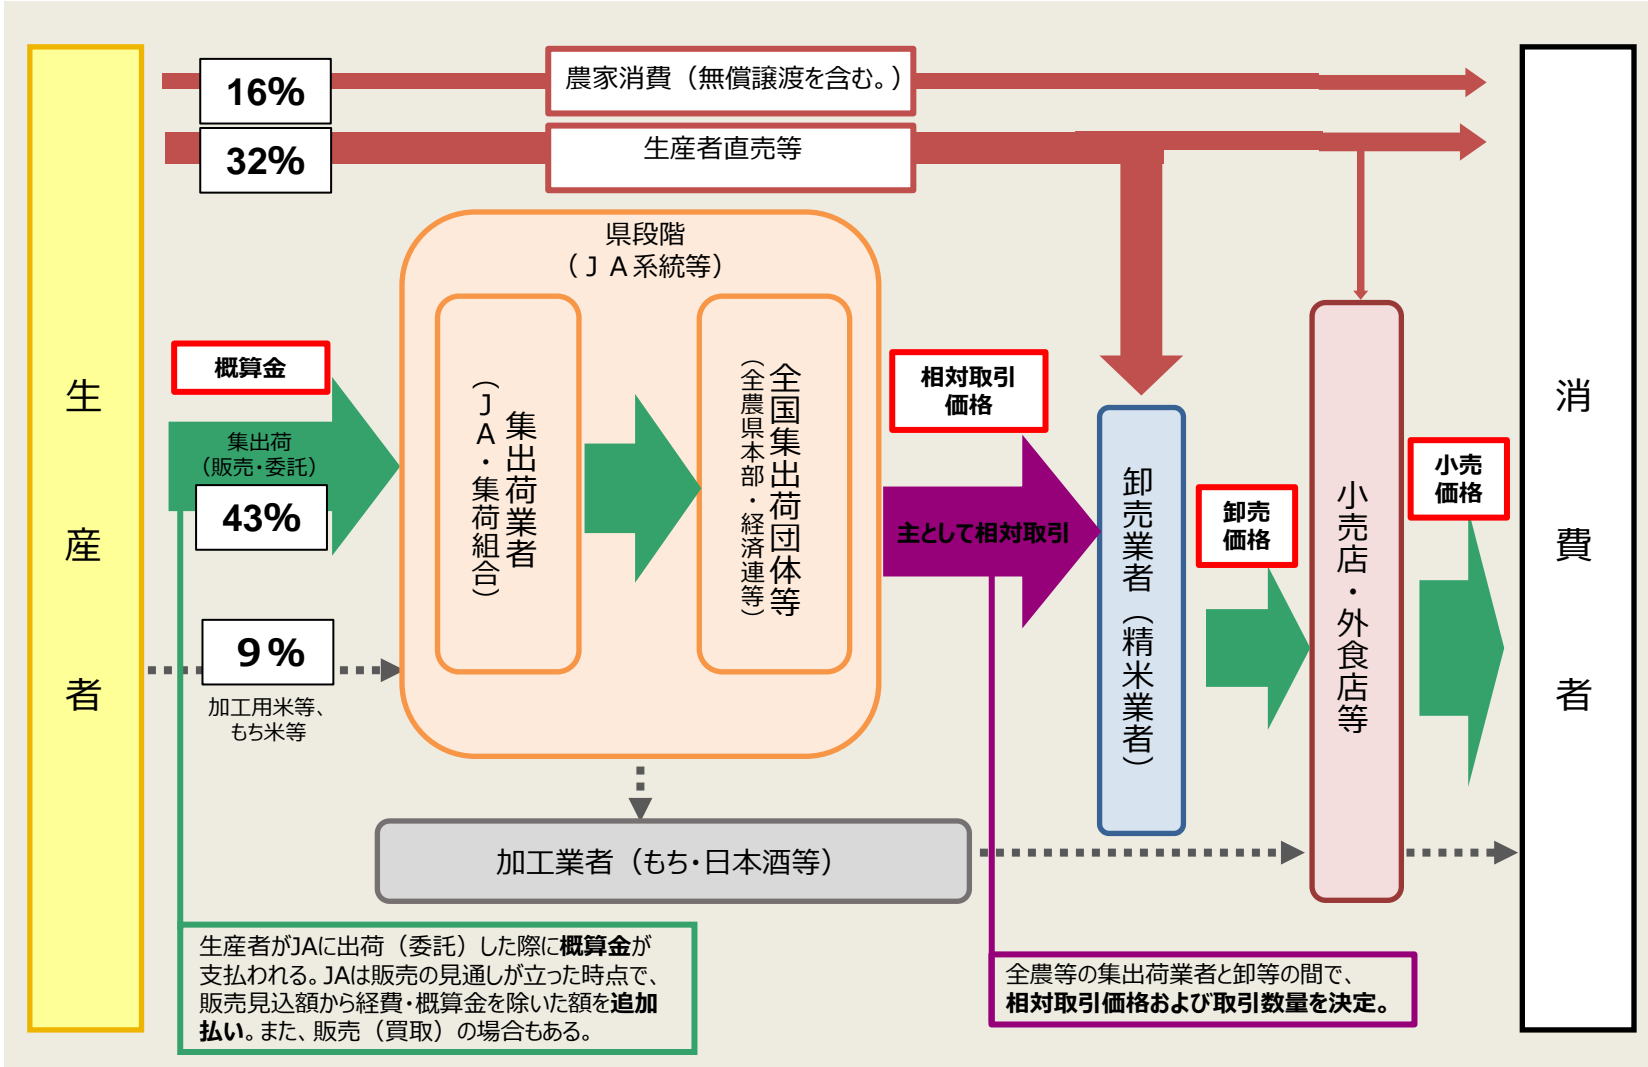 生産者
16%
農家消費（無償譲渡を含む。）
32%
生産者直売等
県段階
（ＪＡ系統等）
概算金
集出荷
（販売・委託）
43%
集出荷業者
（ＪＡ・集荷組合）
全国集出荷団体等
（全農県本部・経済連等）
相対取引
価格
主として相対取引
卸売業者（精米業者）
卸売
価格
小売店・外食店等
小売
価格
消費者
９%
加工用米等、
もち米等
加工業者（もち・日本酒等）
生産者がJAに出荷（委託）した際に概算金が
支払われる。JAは販売の見通しが立った時点で、
販売見込額から経費・概算金を除いた額を追加
払い。また、販売（買取）の場合もある。
全農等の集出荷業者と卸等の間で、
相対取引価格および取引数量を決定。